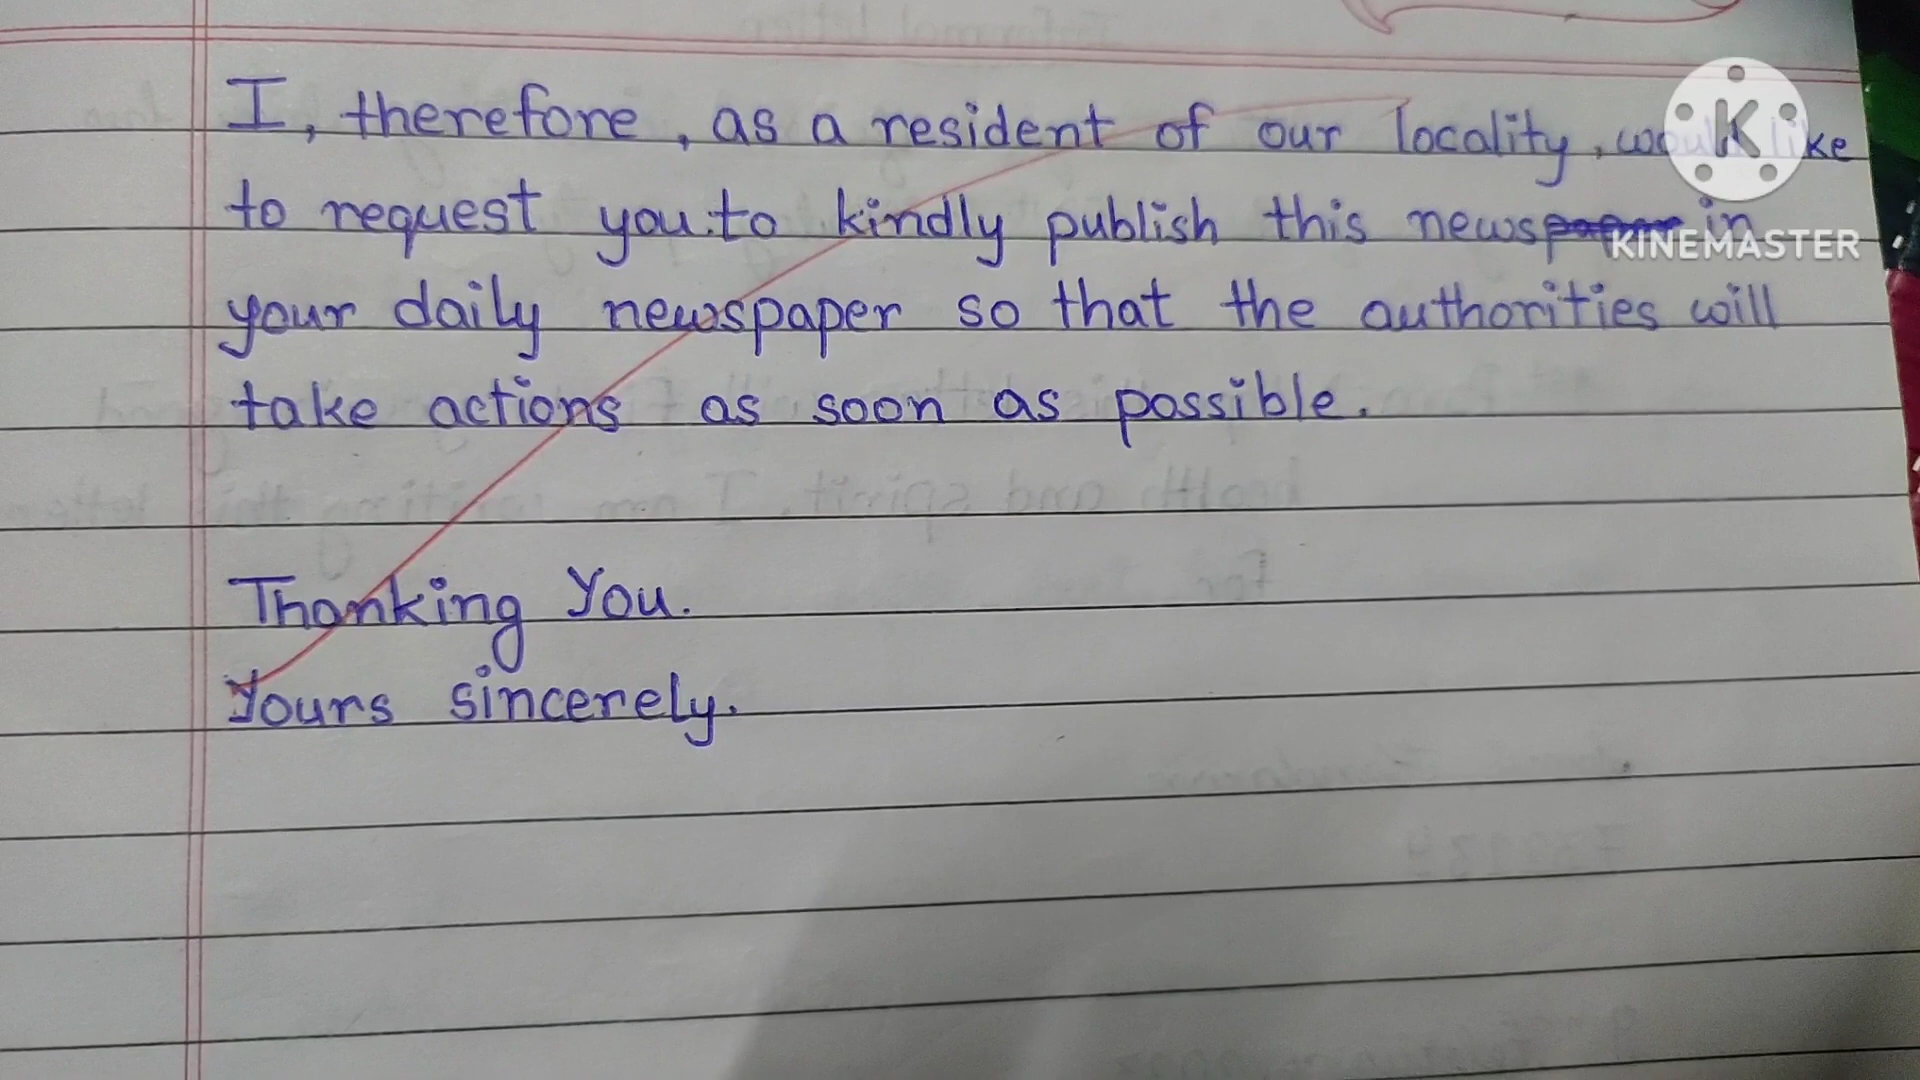 I, therefore, as a resident of our locality, would like
to request you to kindly publish this news in
your daily newspaper so that the authorities will
take actions as soon as possible.
Thanking You.
Yours sincerely.
K
KINEMASTER